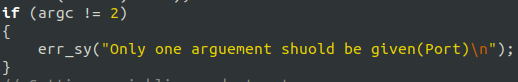 if (argc != 2)
{
err_sy("Only one arguement shuold be given(Port)\n");
}